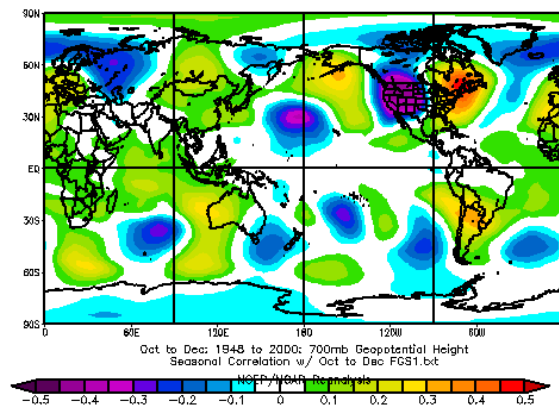 90N
60N
30N
EQ
30S
60S
90S
0 60E 120E 180 120W 60W
Oct to Dec: 1948 to 2000: 700mb Geopotential Height
Seasonal Correlation w/ Oct to Dec FGS1.txt
NCEP/NCAR Reanalysis
-0.5 -0.4 -0.3 -0.2 -0.1 0 0.1 0.2 0.3 0.4 0.5